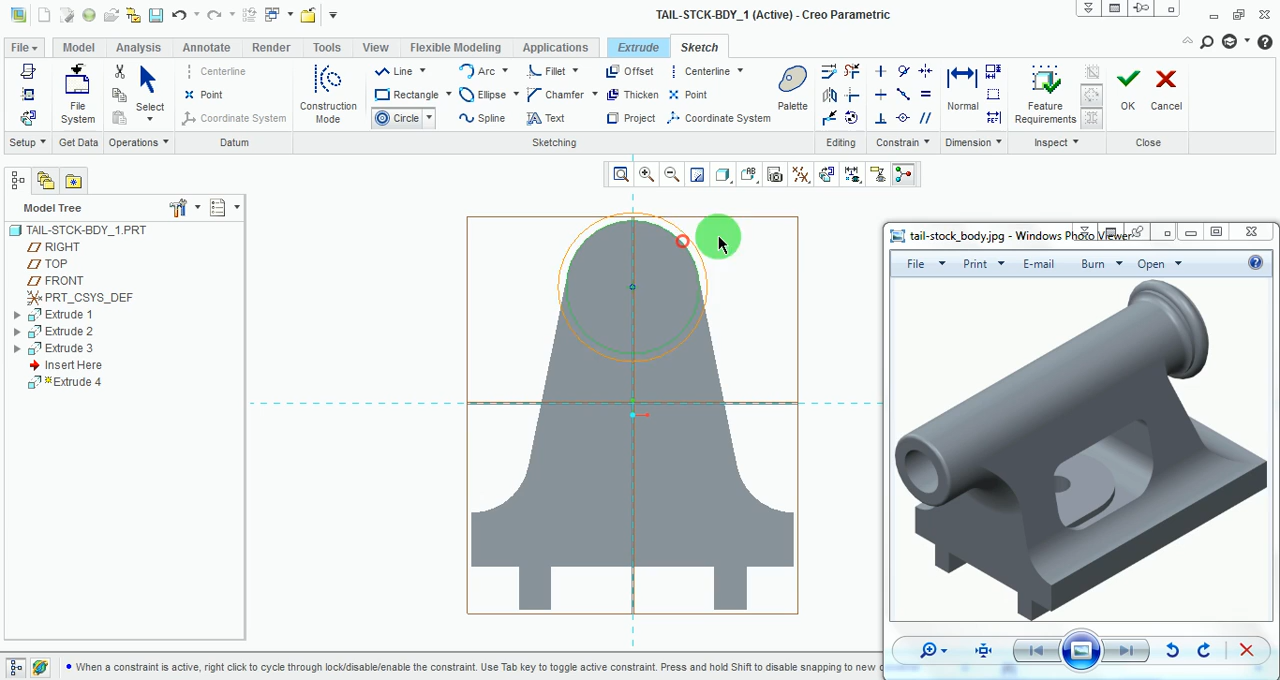 TAIL-STCK-BDY_1 (Active) - Creo Parametric
File Model Analysis Annotate Render Tools View Flexible Modeling Applications Extrude Sketch
Centerline Line Arc Fillet Offset Centerline
Point Rectangle Ellipse Chamfer Thicken Point
Coordinate System Circle Spline Text Project Coordinate System
File System
Select
Construction Mode
Palette
Normal
Feature Requirements
OK Cancel
Setup Get Data Operations Datum Sketching Editing Constrain Dimension Inspect Close
Model Tree
TAIL-STCK-BDY_1.PRT
RIGHT
TOP
FRONT
PRT_CSYS_DEF
Extrude 1
Extrude 2
Extrude 3
Insert Here
Extrude 4
tail-stock_body.jpg - Windows Photo Viewer
File Print E-mail Burn Open
When a constraint is active, right click to cycle through lock/disable/enable the constraint. Use Tab key to toggle active constraint. Press and hold Shift to disable snapping to new